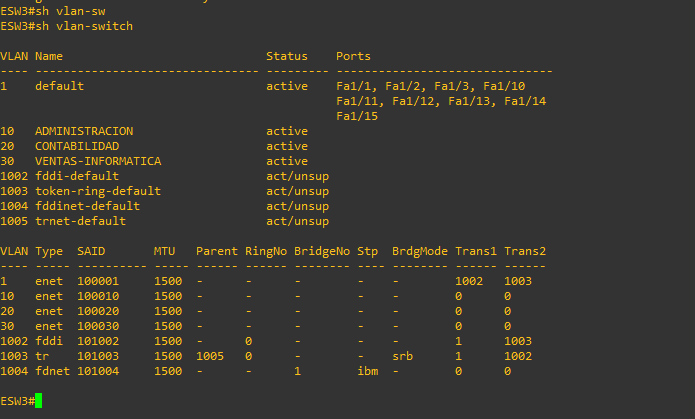 ESW3#sh vlan-sw
ESW3#sh vlan-switch
VLAN Name                             Status    Ports
---- -------------------------------- --------- -------------------------------
1    default                          active    Fa1/1, Fa1/2, Fa1/3, Fa1/10
                                                Fa1/11, Fa1/12, Fa1/13, Fa1/14
                                                Fa1/15
10   ADMINISTRACION                   active
20   CONTABILIDAD                     active
30   VENTAS-INFORMATICA               active
1002 fddi-default                     act/unsup
1003 token-ring-default               act/unsup
1004 fddinet-default                  act/unsup
1005 trnet-default                    act/unsup
VLAN Type  SAID       MTU   Parent RingNo BridgeNo Stp  BrdgMode Trans1 Trans2
---- ----- ---------- ----- ------ ------ -------- ---- -------- ------ ------
1    enet  100001     1500  -      -      -        -    -        1002   1003
10   enet  100010     1500  -      -      -        -    -        0      0
20   enet  100020     1500  -      -      -        -    -        0      0
30   enet  100030     1500  -      -      -        -    -        0      0
1002 fddi  101002     1500  -      0      -        -    -        1      1003
1003 tr    101003     1500  1005   0      -        -    srb      1      1002
1004 fdnet 101004     1500  -      -      1        ibm  -        0      0
ESW3#